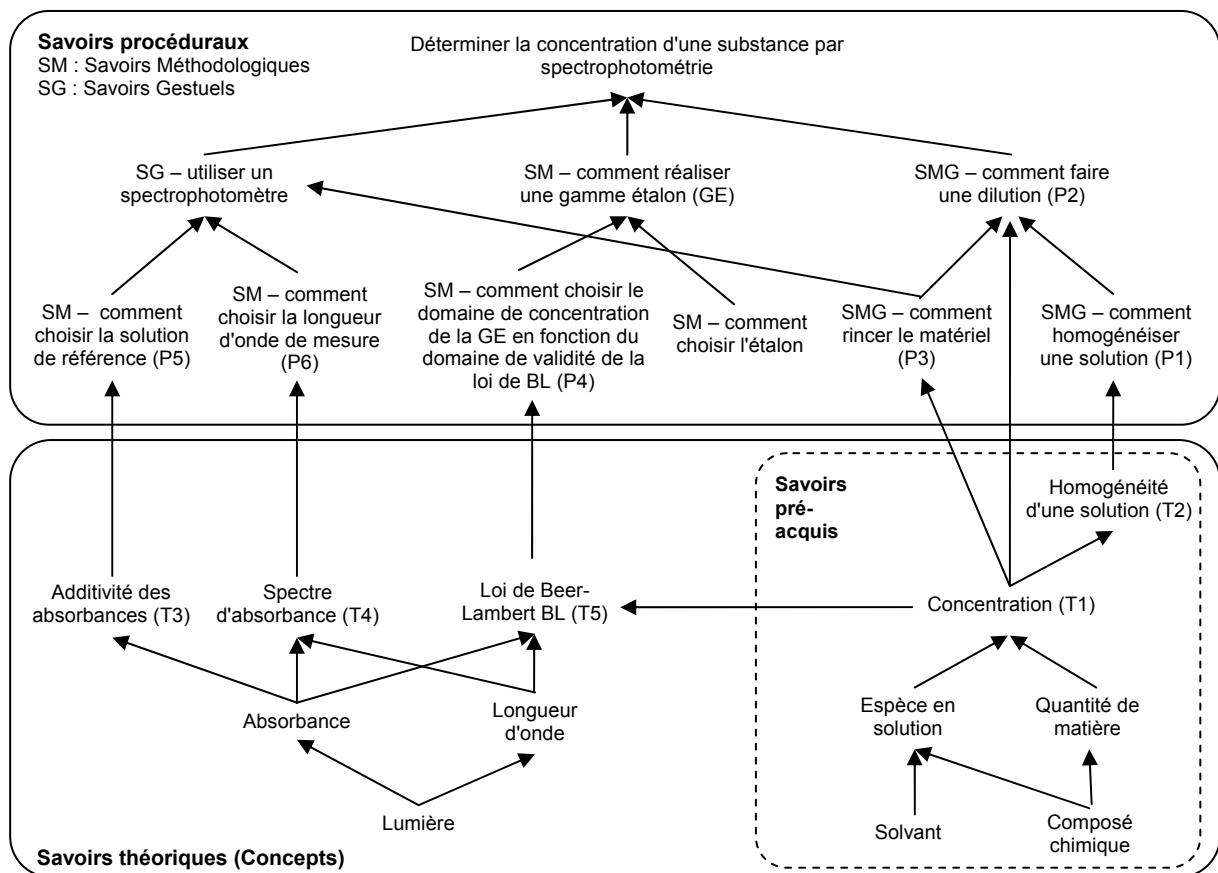 Savoirs procéduraux
SM : Savoirs Méthodologiques
SG : Savoirs Gestuels
Déterminer la concentration d'une substance par
spectrophotométrie
SG – utiliser un
spectrophotomètre
SM – comment réaliser
une gamme étalon (GE)
SMG – comment faire
une dilution (P2)
SM – comment
choisir la solution
de référence (P5)
SM – comment
choisir la longueur
d'onde de mesure
(P6)
SM – comment choisir le
domaine de concentration
de la GE en fonction du
domaine de validité de la
loi de BL (P4)
SM – comment
choisir l'étalon
SMG – comment
rincer le matériel
(P3)
SMG – comment
homogénéiser
une solution (P1)
Savoirs
pré-
acquis
Homogénéité
d'une solution (T2)
Additivité des
absorbances (T3)
Spectre
d'absorbance (T4)
Loi de Beer-
Lambert BL (T5)
Concentration (T1)
Absorbance
Longueur
d'onde
Espèce en
solution
Quantité de
matière
Lumière
Solvant
Composé
chimique
Savoirs théoriques (Concepts)